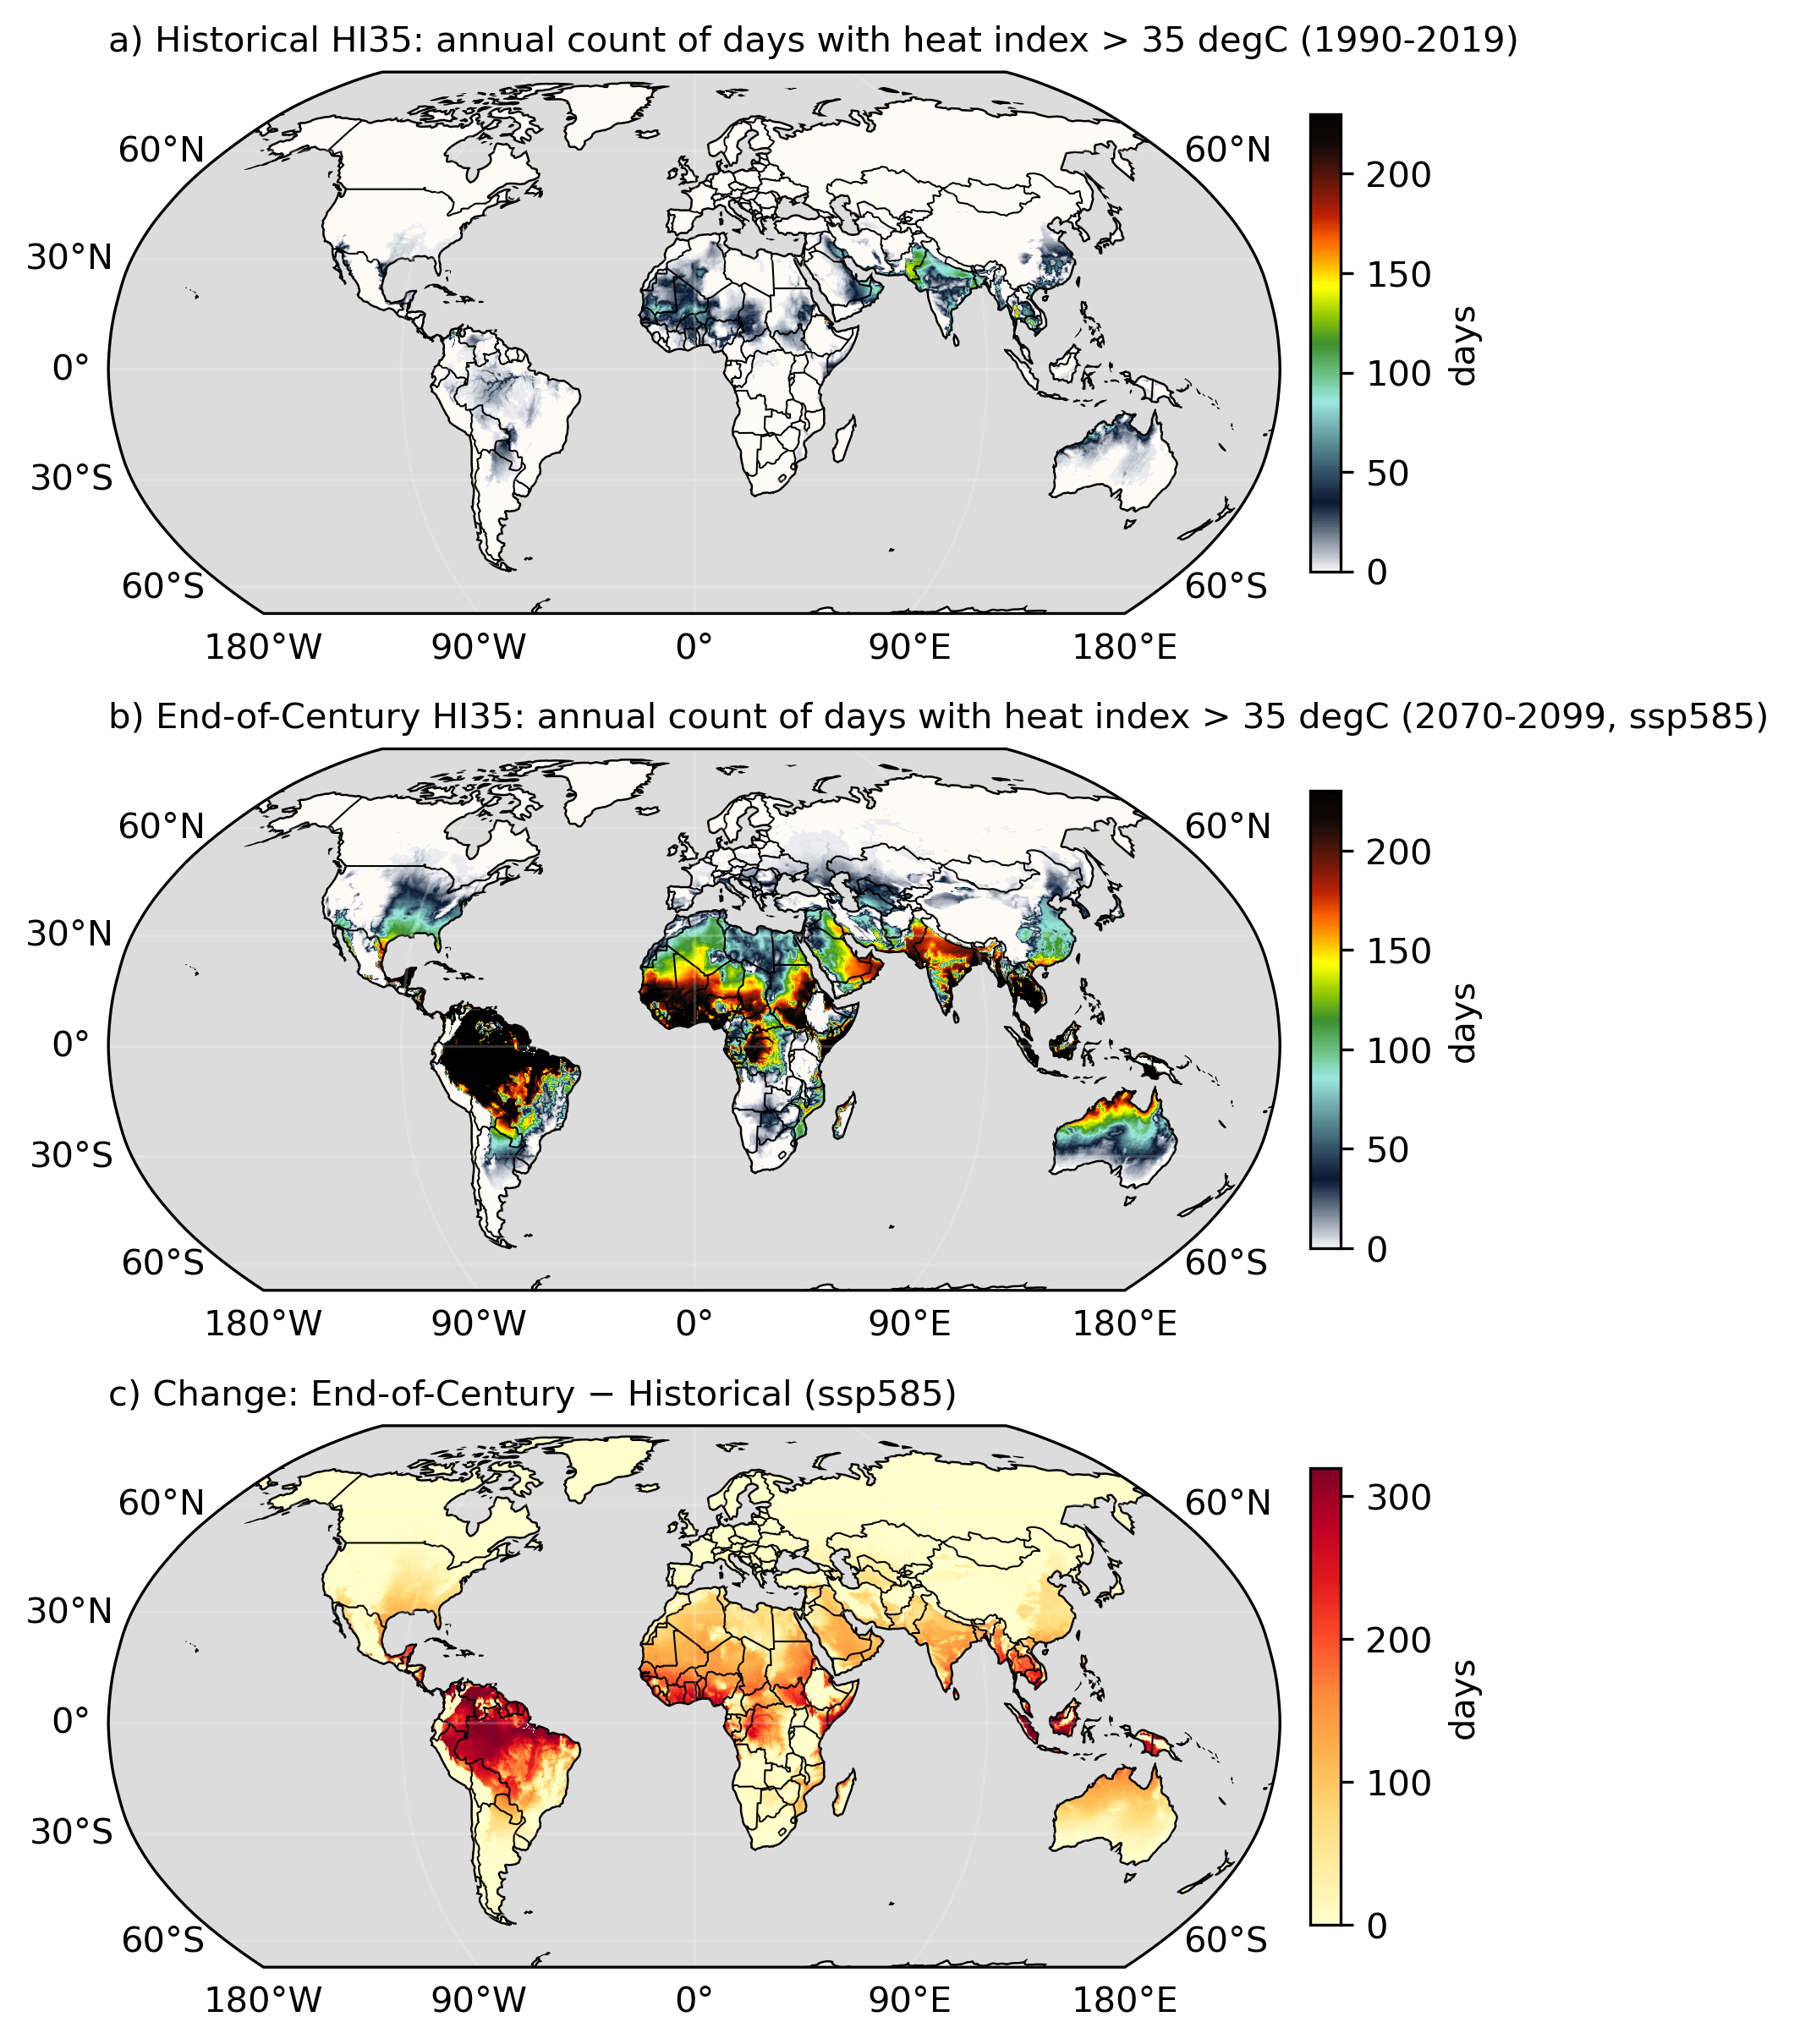 a) Historical HI35: annual count of days with heat index > 35 degC (1990-2019)
60°N 60°N
30°N
0°
30°S
60°S 60°S
180°W 90°W 0° 90°E 180°E
200
150
100
50
0
days
b) End-of-Century HI35: annual count of days with heat index > 35 degC (2070-2099, ssp585)
60°N 60°N
30°N
0°
30°S
60°S 60°S
180°W 90°W 0° 90°E 180°E
200
150
100
50
0
days
c) Change: End-of-Century − Historical (ssp585)
60°N 60°N
30°N
0°
30°S
60°S 60°S
180°W 90°W 0° 90°E 180°E
300
200
100
0
days